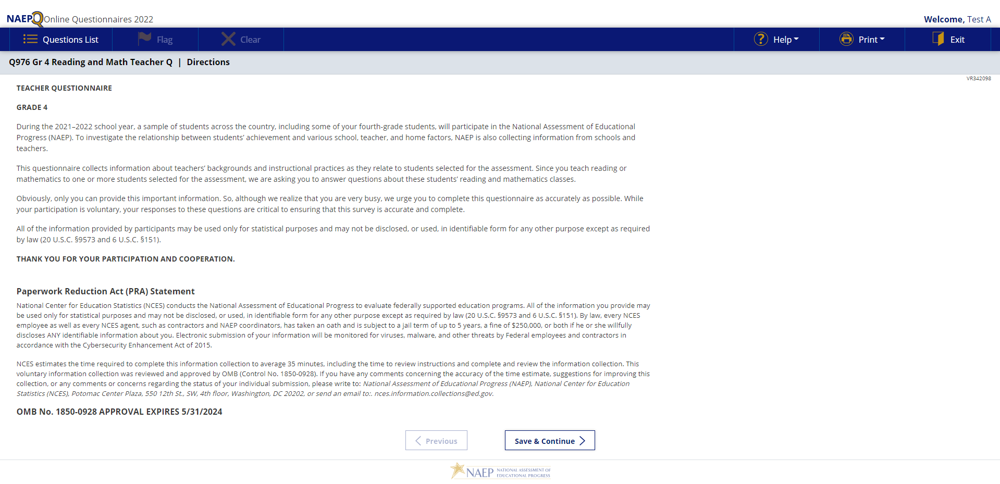 NAEPQ Online Questionnaires 2022
Welcome, Test A
Questions List
Flag
Clear
Help
Print
Exit
Q976 Gr 4 Reading and Math Teacher Q | Directions
VR342098
TEACHER QUESTIONNAIRE
GRADE 4
During the 2021–2022 school year, a sample of students across the country, including some of your fourth-grade students, will participate in the National Assessment of Educational
Progress (NAEP). To investigate the relationship between students’ achievement and various school, teacher, and home factors, NAEP is also collecting information from schools and
teachers.
This questionnaire collects information about teachers’ backgrounds and instructional practices as they relate to students selected for the assessment. Since you teach reading or
mathematics to one or more students selected for the assessment, we are asking you to answer questions about these students’ reading and mathematics classes.
Obviously, only you can provide this important information. So, although we realize that you are very busy, we urge you to complete this questionnaire as accurately as possible. While
your participation is voluntary, your responses to these questions are critical to ensuring that this survey is accurate and complete.
All of the information provided by participants may be used only for statistical purposes and may not be disclosed, or used, in identifiable form for any other purpose except as required
by law (20 U.S.C. §9573 and 6 U.S.C. §151).
THANK YOU FOR YOUR PARTICIPATION AND COOPERATION.
Paperwork Reduction Act (PRA) Statement
National Center for Education Statistics (NCES) conducts the National Assessment of Educational Progress to evaluate federally supported education programs. All of the information you provide may
be used only for statistical purposes and may not be disclosed, or used, in identifiable form for any other purpose except as required by law (20 U.S.C. §9573 and 6 U.S.C. §151). By law, every NCES
employee as well as every NCES agent, such as contractors and NAEP coordinators, has taken an oath and is subject to a jail term of up to 5 years, a fine of $250,000, or both if he or she willfully
discloses ANY identifiable information about you. Electronic submission of your information will be monitored for viruses, malware, and other threats by Federal employees and contractors in
accordance with the Cybersecurity Enhancement Act of 2015.
NCES estimates the time required to complete this information collection to average 35 minutes, including the time to review instructions and complete and review the information collection. This
voluntary information collection was reviewed and approved by OMB (Control No. 1850-0928). If you have any comments concerning the accuracy of the time estimate, suggestions for improving this
collection, or any comments or concerns regarding the status of your individual submission, please write to: National Assessment of Educational Progress (NAEP), National Center for Education
Statistics (NCES), Potomac Center Plaza, 550 12th St., SW, 4th floor, Washington, DC 20202, or send an email to:. nces.information.collections@ed.gov.
OMB No. 1850-0928 APPROVAL EXPIRES 5/31/2024
Previous
Save & Continue
NAEP NATIONAL ASSESSMENT OF
EDUCATIONAL PROGRESS